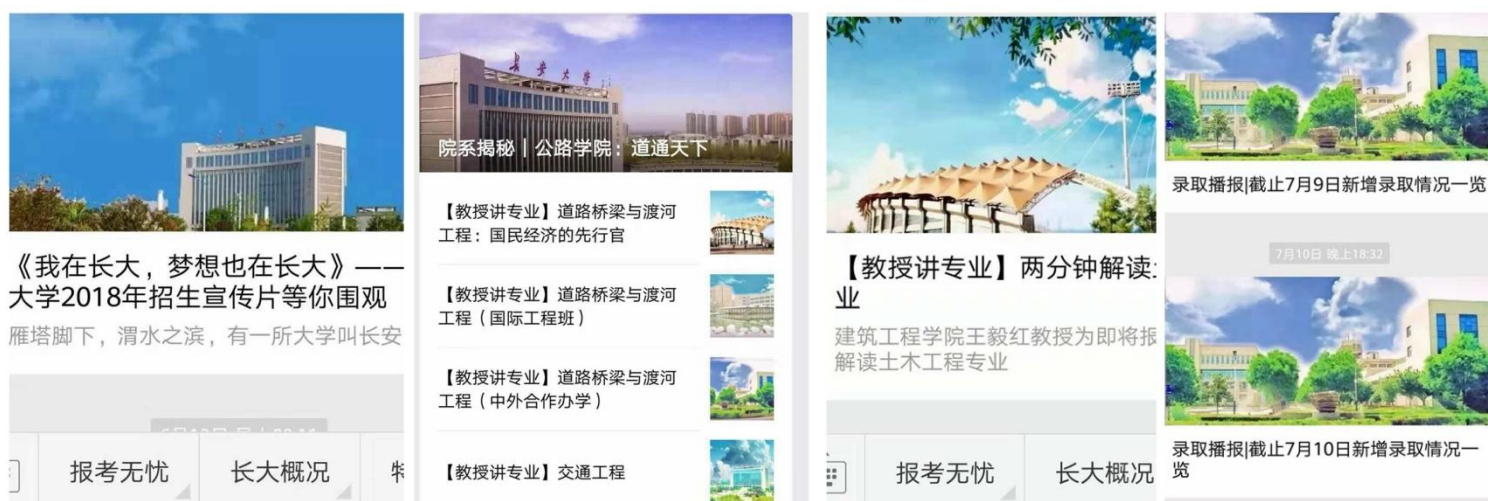 《我在长大，梦想也在长大》——
大学2018年招生宣传片等你围观
雁塔脚下，渭水之滨，有一所大学叫长安
报考无忧
长大概况
特
长安大学
院系揭秘｜公路学院：道通天下
【教授讲专业】道路桥梁与渡河
工程：国民经济的先行官
【教授讲专业】道路桥梁与渡河
工程（国际工程班）
【教授讲专业】道路桥梁与渡河
工程（中外合作办学）
【教授讲专业】交通工程
【教授讲专业】两分钟解读土
业
建筑工程学院王毅红教授为即将报
解读土木工程专业
报考无忧
长大概况
录取播报|截止7月9日新增录取情况一览
7月10日 晚上18:32
录取播报|截止7月10日新增录取情况一
览